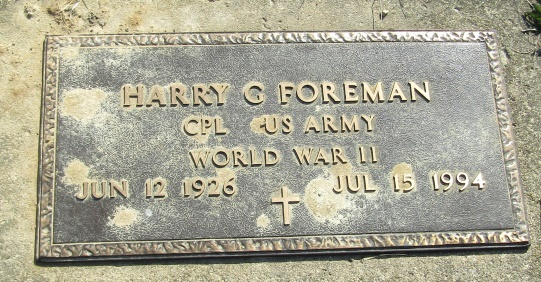 HARRY G FOREMAN
CPL US ARMY
WORLD WAR II
JUN 12 1926 JUL 15 1994